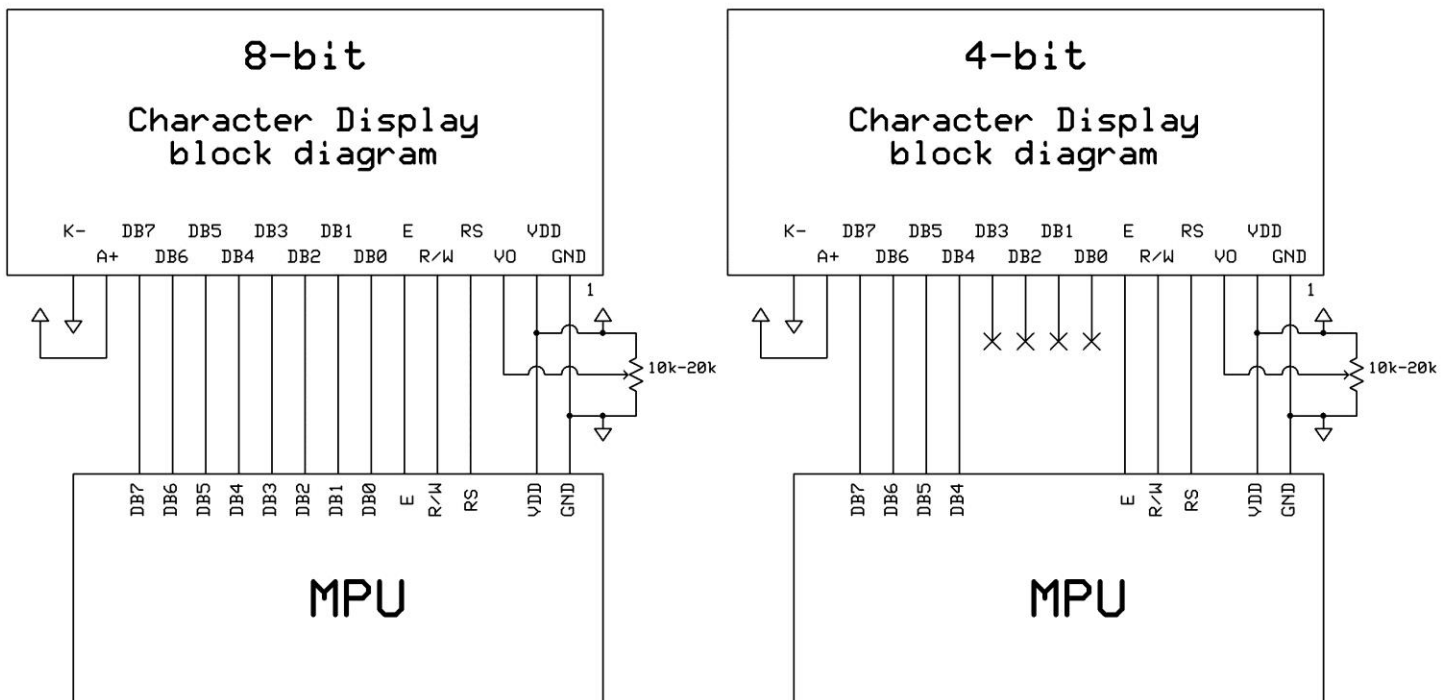 8-bit
Character Display
block diagram
K- DB7 DB5 DB3 DB1 E RS VDD
A+ DB6 DB4 DB2 DB0 R/W VO GND
1
10k-20k
DB7 DB6 DB5 DB4 DB3 DB2 DB1 DB0 E R/W RS VDD GND
MPU
4-bit
Character Display
block diagram
K- DB7 DB5 DB3 DB1 E RS VDD
A+ DB6 DB4 DB2 DB0 R/W VO GND
1
10k-20k
DB7 DB6 DB5 DB4 E R/W RS VDD GND
MPU